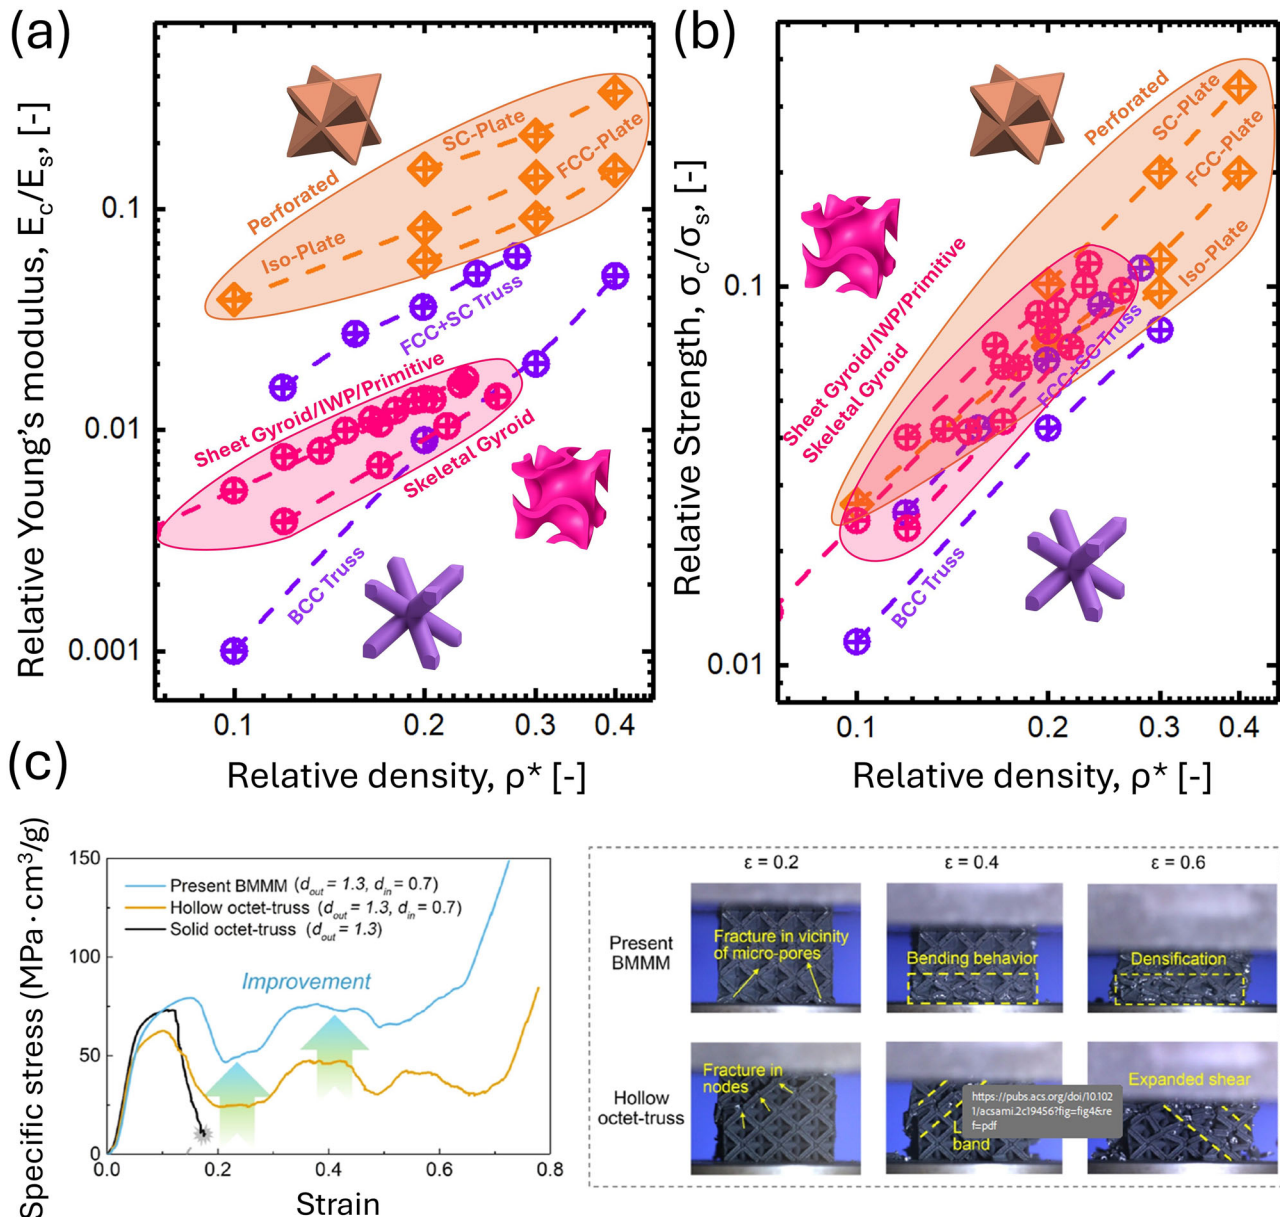 (a)
Relative Young's modulus, E_c/E_s, [-]
0.1
0.01
0.001
0.1
0.2
0.3
0.4
Relative density, ρ* [-]
SC-Plate
FCC-Plate
Perforated
Iso-Plate
FCC+SC Truss
Sheet Gyroid/IWP/Primitive
Skeletal Gyroid
BCC Truss
(b)
Relative Strength, σ_c/σ_s, [-]
0.1
0.01
0.1
0.2
0.3
0.4
Relative density, ρ* [-]
Perforated
SC-Plate
FCC-Plate
Iso-Plate
Sheet Gyroid/IWP/Primitive
Skeletal Gyroid
FCC+SC Truss
BCC Truss
(c)
Specific stress (MPa·cm³/g)
150
100
50
0
0.0
0.2
0.4
0.6
0.8
Strain
Present BMMM (d_out = 1.3, d_in = 0.7)
Hollow octet-truss (d_out = 1.3, d_in = 0.7)
Solid octet-truss (d_out = 1.3)
Improvement
ε = 0.2
ε = 0.4
ε = 0.6
Present
BMMM
Fracture in vicinity
of micro-pores
Bending behavior
Densification
Hollow
octet-truss
Fracture in
nodes
band
Expanded shear
https://pubs.acs.org/doi/10.102
1/acsami.2c19456?fig=fig4&re
f=pdf